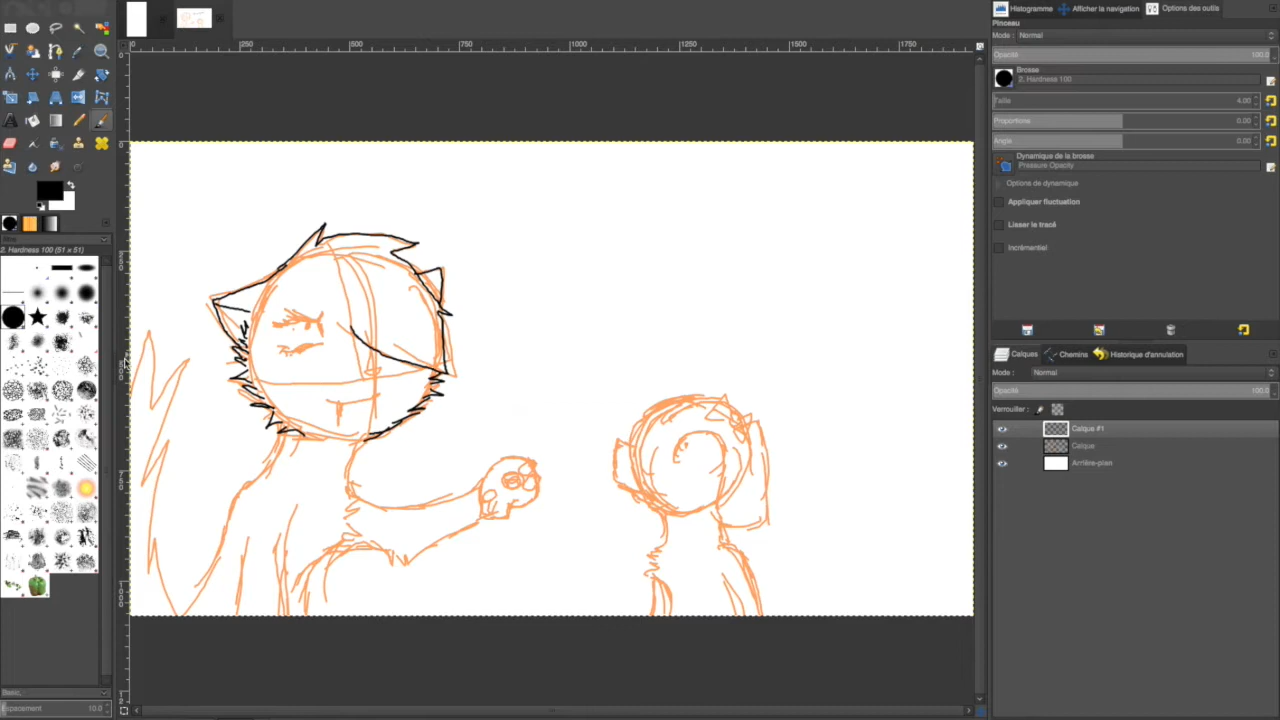 Histogramme Afficher la navigation Options des outils
Pinceau
Mode : Normal
Opacité 100.0
Brosse
2. Hardness 100
Taille 4.00
Proportions 0.00
Angle 0.00
Dynamique de la brosse
Pressure Opacity
Options de dynamique
Appliquer fluctuation
Lisser le tracé
Incrémentiel
0 250 500 750 1000 1250 1500 1750
filtre
2. Hardness 100 (51 × 51)
Basic,
Espacement 10.0
Calques Chemins Historique d'annulation
Mode : Normal
Opacité 100.0
Verrouiller :
Calque #1
Calque
Arrière-plan